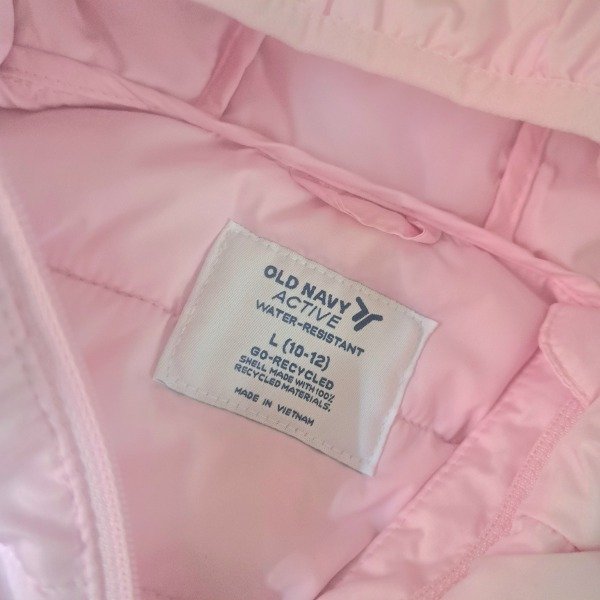 OLD NAVY
ACTIVE
WATER-RESISTANT
L (10-12)
GO-RECYCLED
SHELL MADE WITH 100%
RECYCLED MATERIALS.
MADE IN VIETNAM